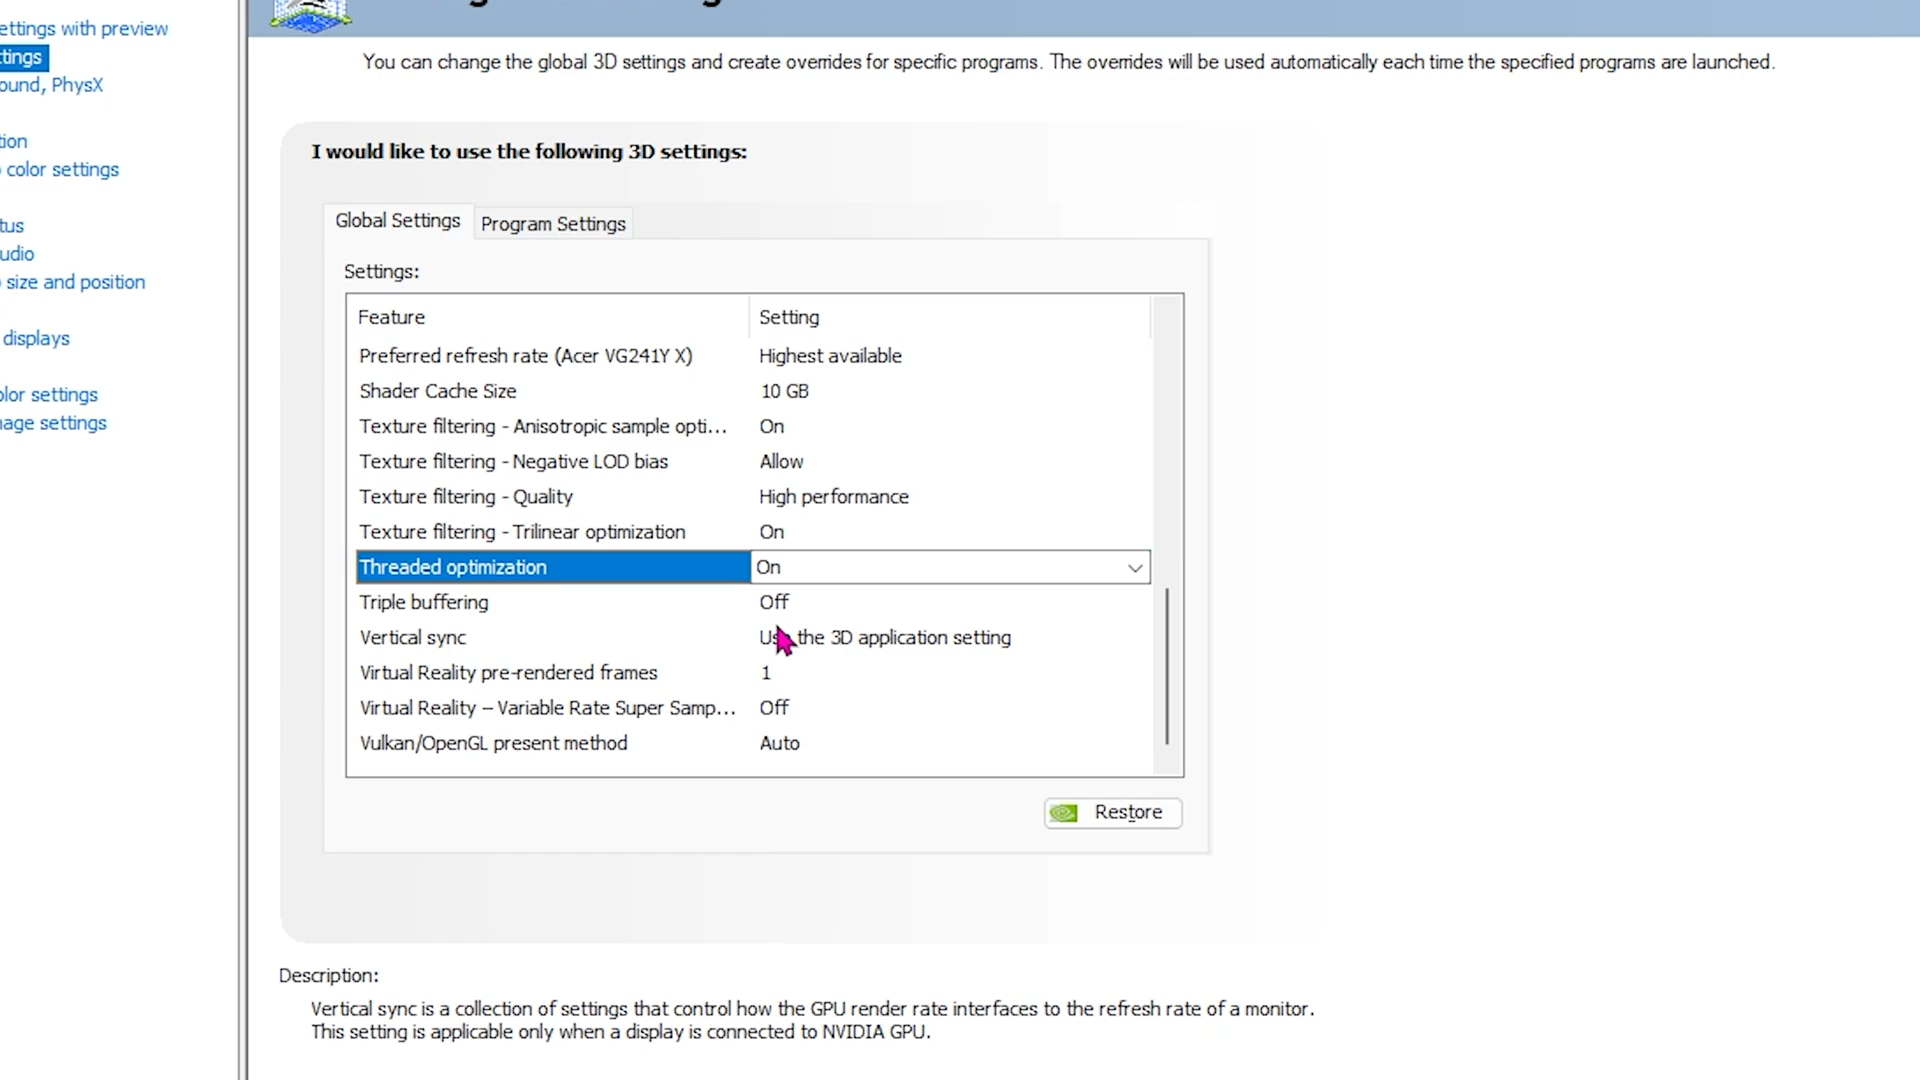 ettings with preview
tings
ound, PhysX
tion
color settings
tus
udio
size and position
displays
olor settings
nage settings
You can change the global 3D settings and create overrides for specific programs. The overrides will be used automatically each time the specified programs are launched.
I would like to use the following 3D settings:
Global Settings Program Settings
Settings:
Feature Setting
Preferred refresh rate (Acer VG241Y X) Highest available
Shader Cache Size 10 GB
Texture filtering - Anisotropic sample opti... On
Texture filtering - Negative LOD bias Allow
Texture filtering - Quality High performance
Texture filtering - Trilinear optimization On
Threaded optimization On
Triple buffering Off
Vertical sync Use the 3D application setting
Virtual Reality pre-rendered frames 1
Virtual Reality – Variable Rate Super Samp... Off
Vulkan/OpenGL present method Auto
Restore
Description:
Vertical sync is a collection of settings that control how the GPU render rate interfaces to the refresh rate of a monitor.
This setting is applicable only when a display is connected to NVIDIA GPU.